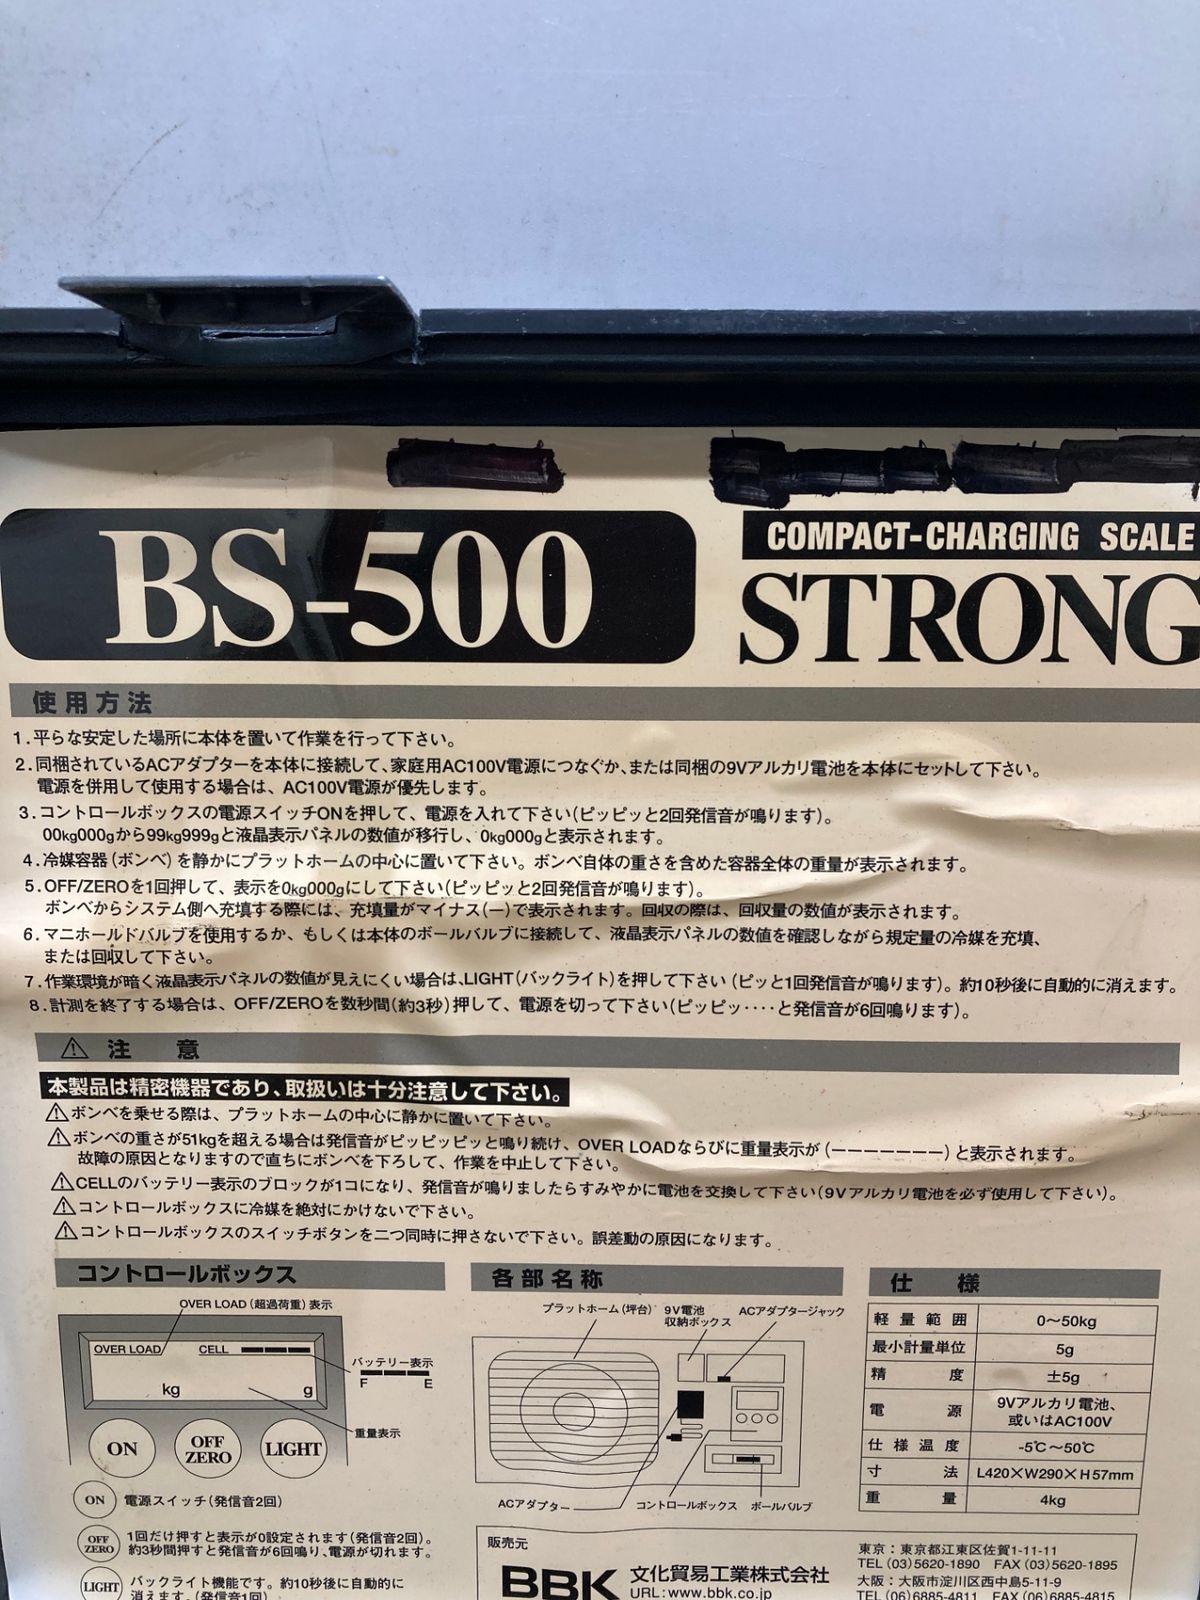 BS-500
COMPACT-CHARGING SCALE
STRONG
使用方法
1.平らな安定した場所に本体を置いて作業を行って下さい。
2.同梱されているACアダプターを本体に接続して、家庭用AC100V電源につなぐか、または同梱の9Vアルカリ電池を本体にセットして下さい。
電源を併用して使用する場合は、AC100V電源が優先します。
3.コントロールボックスの電源スイッチONを押して、電源を入れて下さい(ピッピッと2回発信音が鳴ります)。
00kg000gから99kg999gと液晶表示パネルの数値が移行し、0kg000gと表示されます。
4.冷媒容器(ボンベ)を静かにプラットホームの中心に置いて下さい。ボンベ自体の重さを含めた容器全体の重量が表示されます。
5.OFF/ZEROを1回押して、表示を0kg000gにして下さい(ピッピッと2回発信音が鳴ります)。
ボンベからシステム側へ充填する際には、充填量がマイナス(ー)で表示されます。回収の際は、回収量の数値が表示されます。
6.マニホールドバルブを使用するか、もしくは本体のボールバルブに接続して、液晶表示パネルの数値を確認しながら規定量の冷媒を充填、
または回収して下さい。
7.作業環境が暗く液晶表示パネルの数値が見えにくい場合は、LIGHT(バックライト)を押して下さい(ピッと1回発信音が鳴ります)。約10秒後に自動的に消えます。
8.計測を終了する場合は、OFF/ZEROを数秒間(約3秒)押して、電源を切って下さい(ピッピッ‥‥と発信音が6回鳴ります)。
⚠ 注 意
本製品は精密機器であり、取扱いは十分注意して下さい。
⚠ボンベを乗せる際は、プラットホームの中心に静かに置いて下さい。
⚠ボンベの重さが51kgを超える場合は発信音がピッピッピッと鳴り続け、OVER LOADならびに重量表示が(ーーーーーーー)と表示されます。
故障の原因となりますので直ちにボンベを下ろして、作業を中止して下さい。
⚠CELLのバッテリー表示のブロックが1コになり、発信音が鳴りましたらすみやかに電池を交換して下さい(9Vアルカリ電池を必ず使用して下さい)。
⚠コントロールボックスに冷媒を絶対にかけないで下さい。
⚠コントロールボックスのスイッチボタンを二つ同時に押さないで下さい。誤差動の原因になります。
コントロールボックス
OVER LOAD(超過荷重)表示
OVER LOAD CELL
kg g
バッテリー表示
F E
重量表示
ON OFF ZERO LIGHT
ON 電源スイッチ(発信音2回)
OFF ZERO 1回だけ押すと表示が0設定されます(発信音2回)。
約3秒間押すと発信音が6回鳴り、電源が切れます。
LIGHT バックライト機能です。約10秒後に自動的に
消えます。(発信音1回)
各部名称
プラットホーム(坪台)
9V電池
収納ボックス
ACアダプタージャック
ACアダプター
コントロールボックス
ボールバルブ
仕 様
軽量範囲 0〜50kg
最小計量単位 5g
精度 ±5g
電源 9Vアルカリ電池、
或いはAC100V
仕様温度 -5℃〜50℃
寸法 L420×W290×H57mm
重量 4kg
販売元
BBK 文化貿易工業株式会社
URL:www.bbk.co.jp
東京:東京都江東区佐賀1-11-11
TEL(03)5620-1890 FAX(03)5620-1895
大阪:大阪市淀川区西中島5-11-9
TEL(06)6885-4811 FAX(06)6885-4815